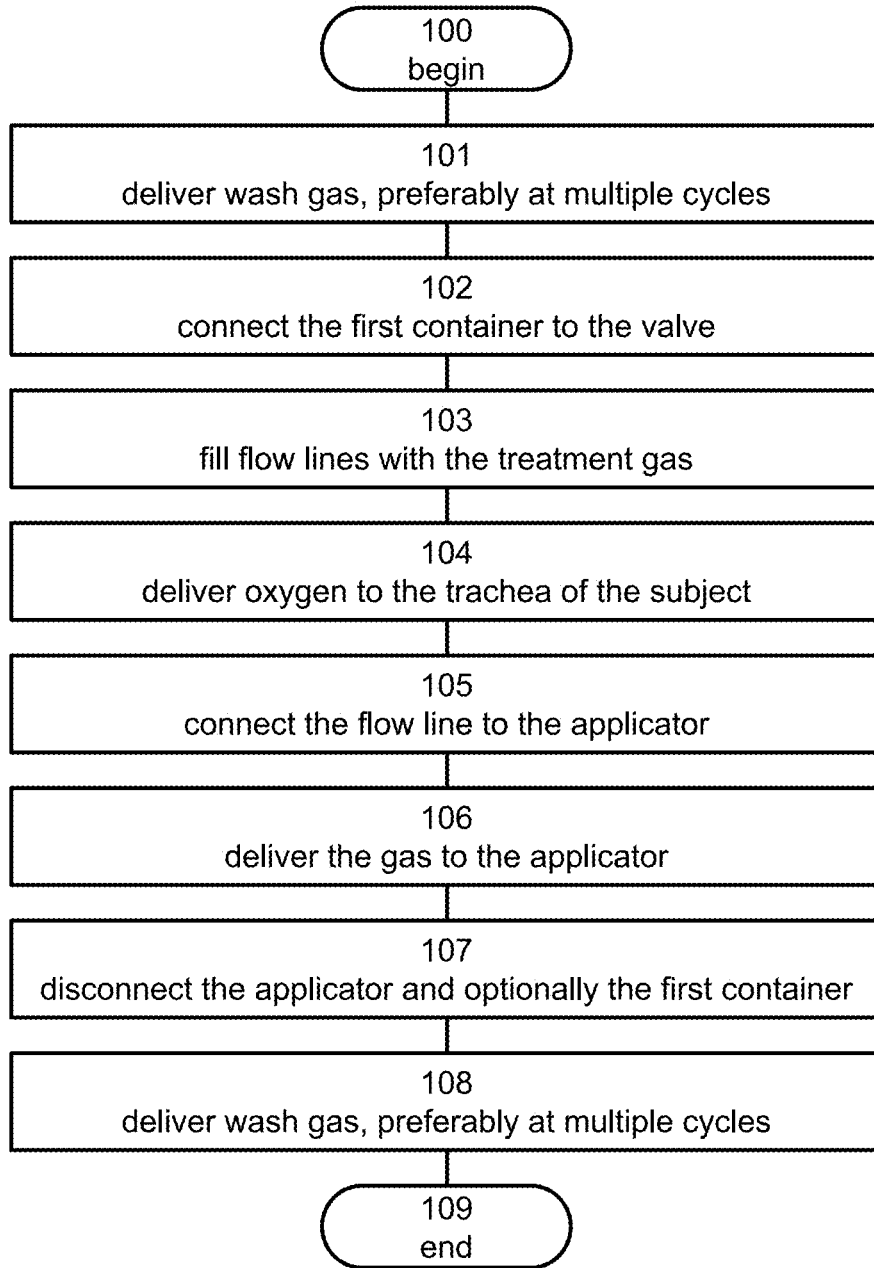 100
begin
101
deliver wash gas, preferably at multiple cycles
102
connect the first container to the valve
103
fill flow lines with the treatment gas
104
deliver oxygen to the trachea of the subject
105
connect the flow line to the applicator
106
deliver the gas to the applicator
107
disconnect the applicator and optionally the first container
108
deliver wash gas, preferably at multiple cycles
109
end